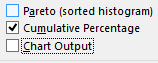 Pareto (sorted histogram)
Cumulative Percentage
Chart Output